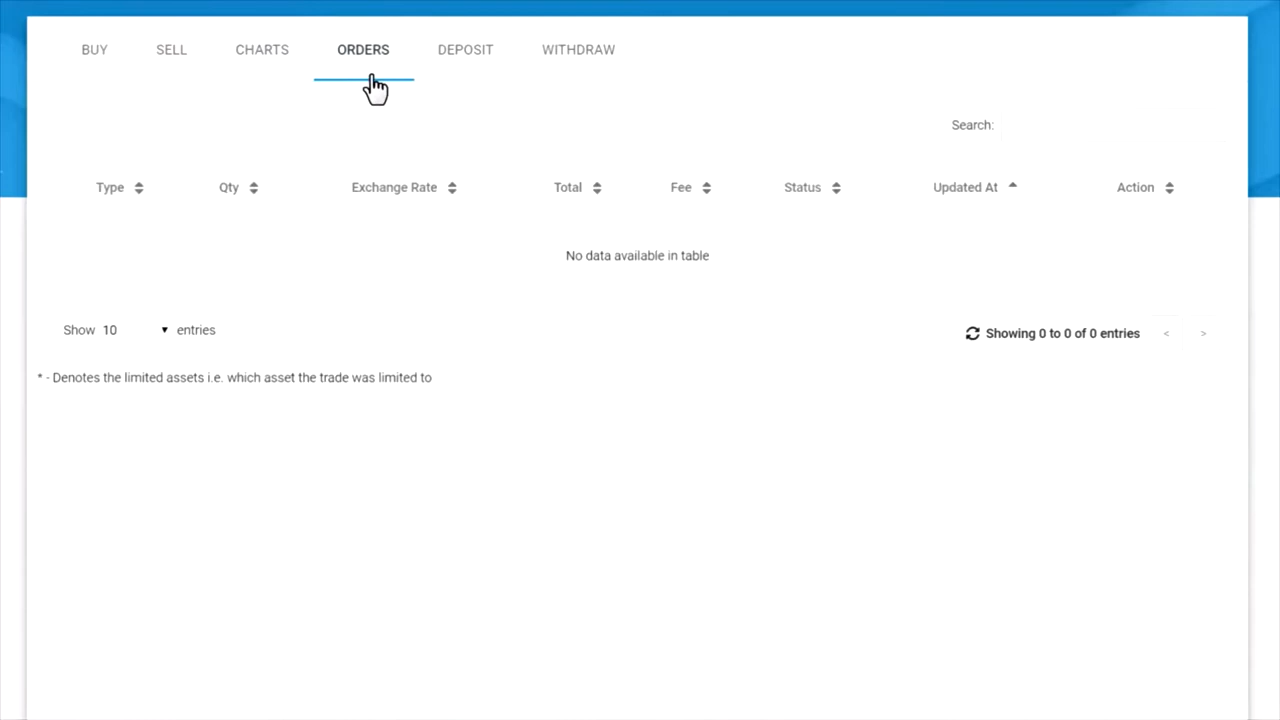 BUY SELL CHARTS ORDERS DEPOSIT WITHDRAW
Search:
Type Qty Exchange Rate Total Fee Status Updated At Action
No data available in table
Show 10 entries Showing 0 to 0 of 0 entries < >
* - Denotes the limited assets i.e. which asset the trade was limited to